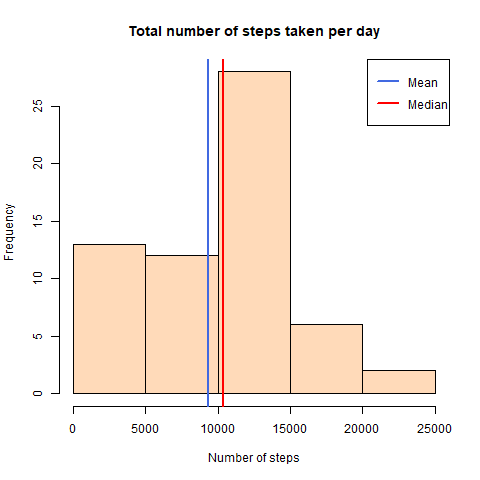 Total number of steps taken per day
Mean
Median
Frequency
25
20
15
10
5
0
0 5000 10000 15000 20000 25000
Number of steps